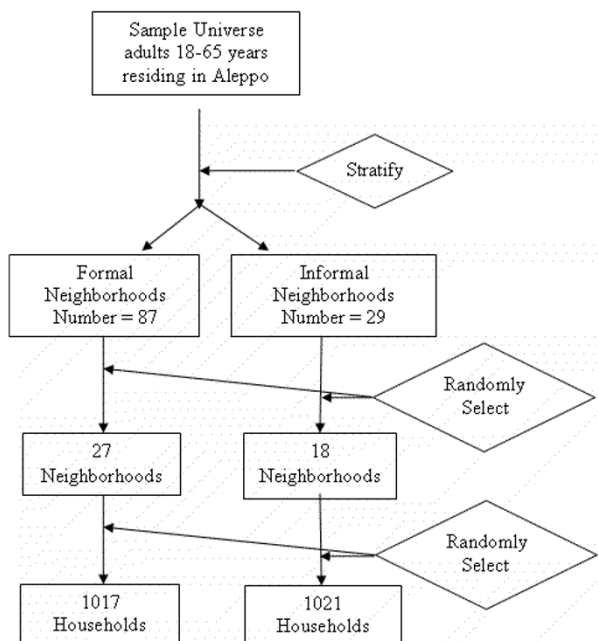 Sample Universe
adults 18-65 years
residing in Aleppo
Stratify
Formal
Neighborhoods
Number = 87
Informal
Neighborhoods
Number = 29
Randomly
Select
27
Neighborhoods
18
Neighborhoods
Randomly
Select
1017
Households
1021
Households